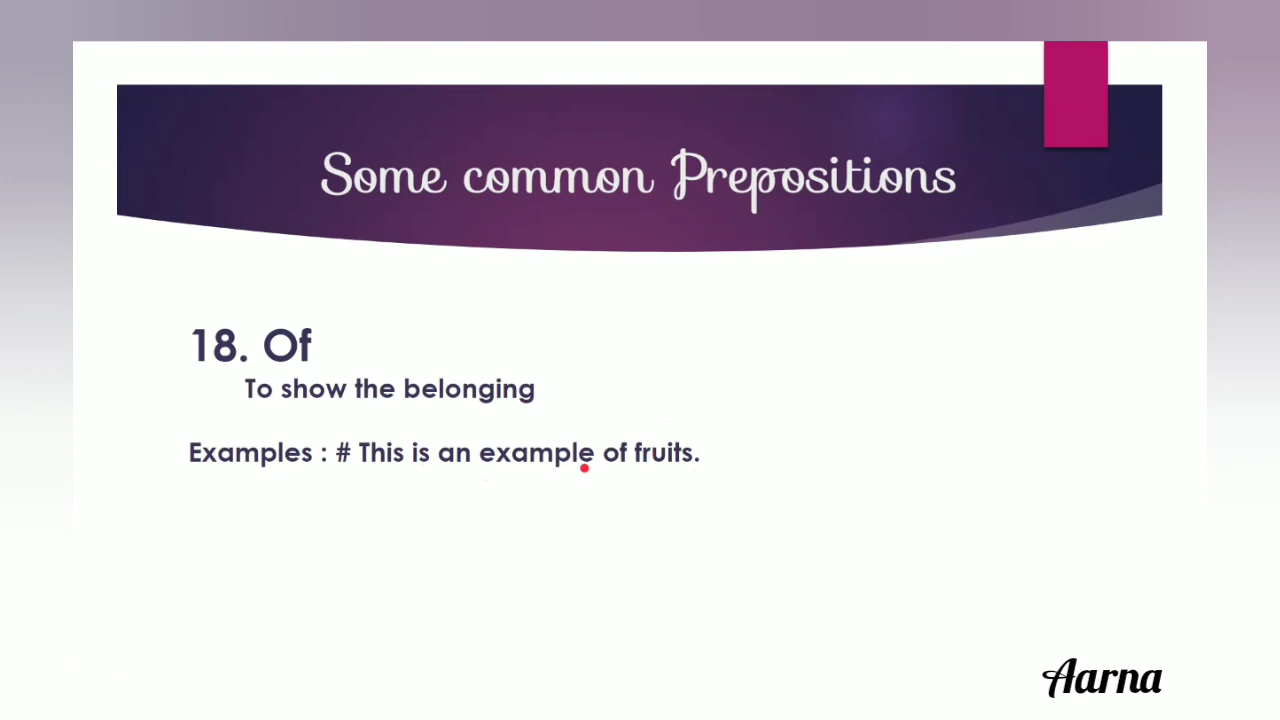 Some common Prepositions
18. Of
To show the belonging
Examples : # This is an example of fruits.
Aarna